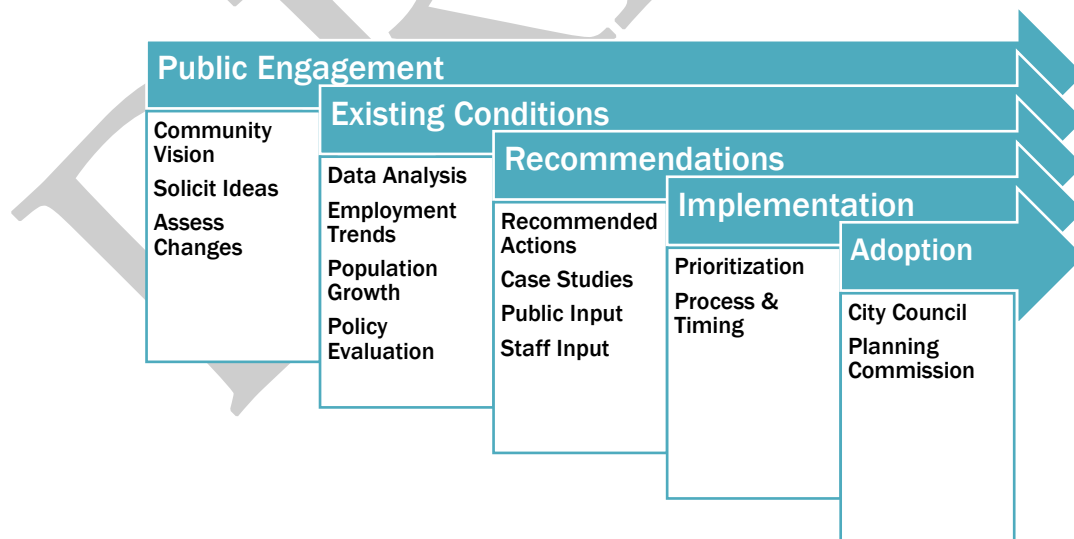 Public Engagement
Community
Vision
Solicit Ideas
Assess
Changes
Existing Conditions
Data Analysis
Employment
Trends
Population
Growth
Policy
Evaluation
Recommendations
Recommended
Actions
Case Studies
Public Input
Staff Input
Implementation
Prioritization
Process &
Timing
Adoption
City Council
Planning
Commission